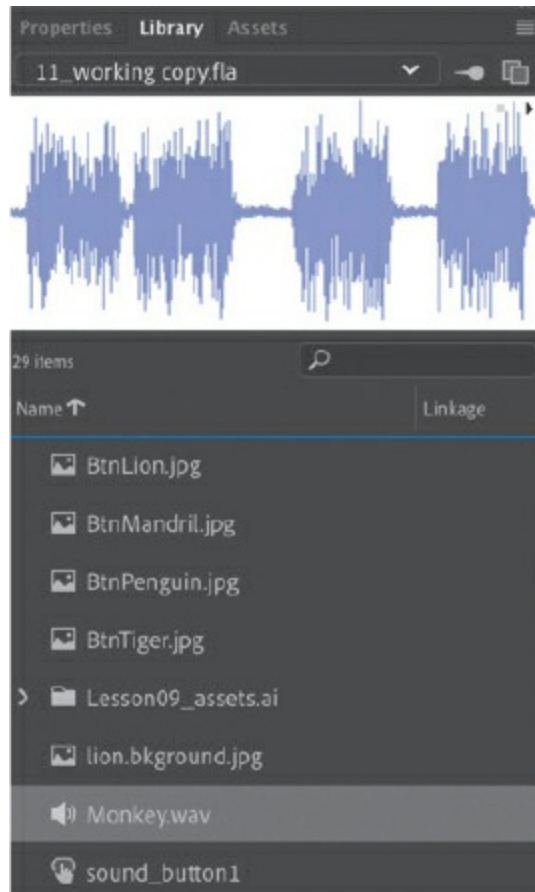 Properties Library Assets
11_working copy.fla
29 items
Name Linkage
BtnLion.jpg
BtnMandril.jpg
BtnPenguin.jpg
BtnTiger.jpg
Lesson09_assets.ai
lion.bkground.jpg
Monkey.wav
sound_button1